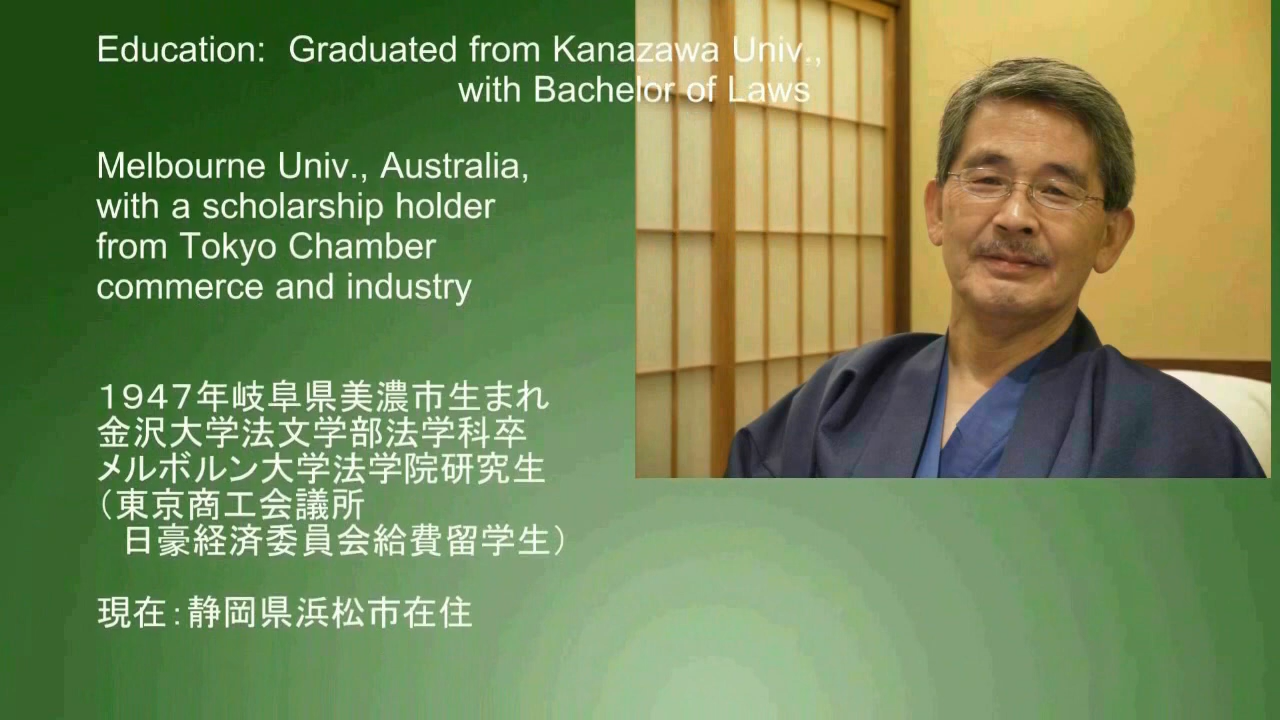 Education:  Graduated from Kanazawa Univ.,
with Bachelor of Laws
Melbourne Univ., Australia,
with a scholarship holder
from Tokyo Chamber
commerce and industry
１９４７年岐阜県美濃市生まれ
金沢大学法文学部法学科卒
メルボルン大学法学院研究生
（東京商工会議所
日豪経済委員会給費留学生）
現在：静岡県浜松市在住